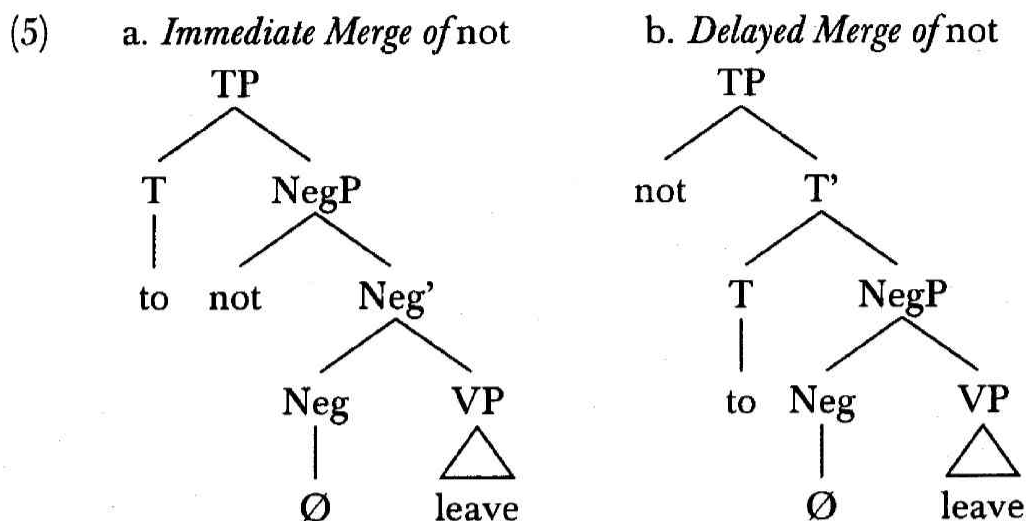 (5) a. Immediate Merge of not b. Delayed Merge of not
TP TP
T NegP not T’
to not Neg’ T NegP
Neg VP to Neg VP
Ø leave Ø leave